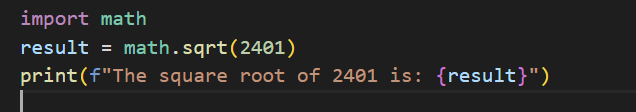 import math
result = math.sqrt(2401)
print(f"The square root of 2401 is: {result}")